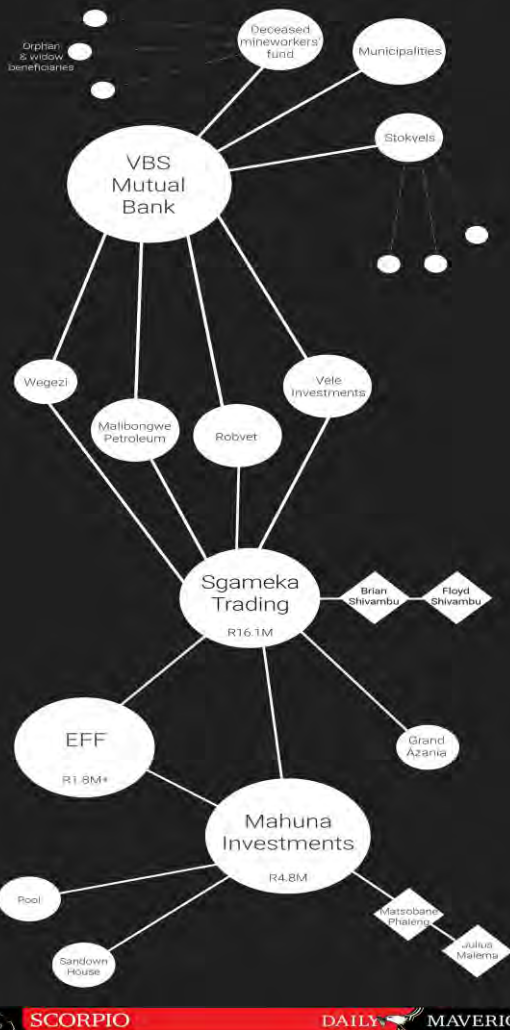 Orphan
& widow
beneficiaries
Deceased
mineworkers'
fund
Municipalities
Stokvels
VBS
Mutual
Bank
Wegezi
Malibongwe
Petroleum
Robvet
Vele
Investments
Sgameka
Trading
R16.1M
Brian
Shivambu
Floyd
Shivambu
EFF
R1.8M+
Grand
Azania
Mahuna
Investments
R4.8M
Pool
Sandown
House
Matsobane
Phaleng
Julius
Malema
SCORPIO
DAILY MAVERIC